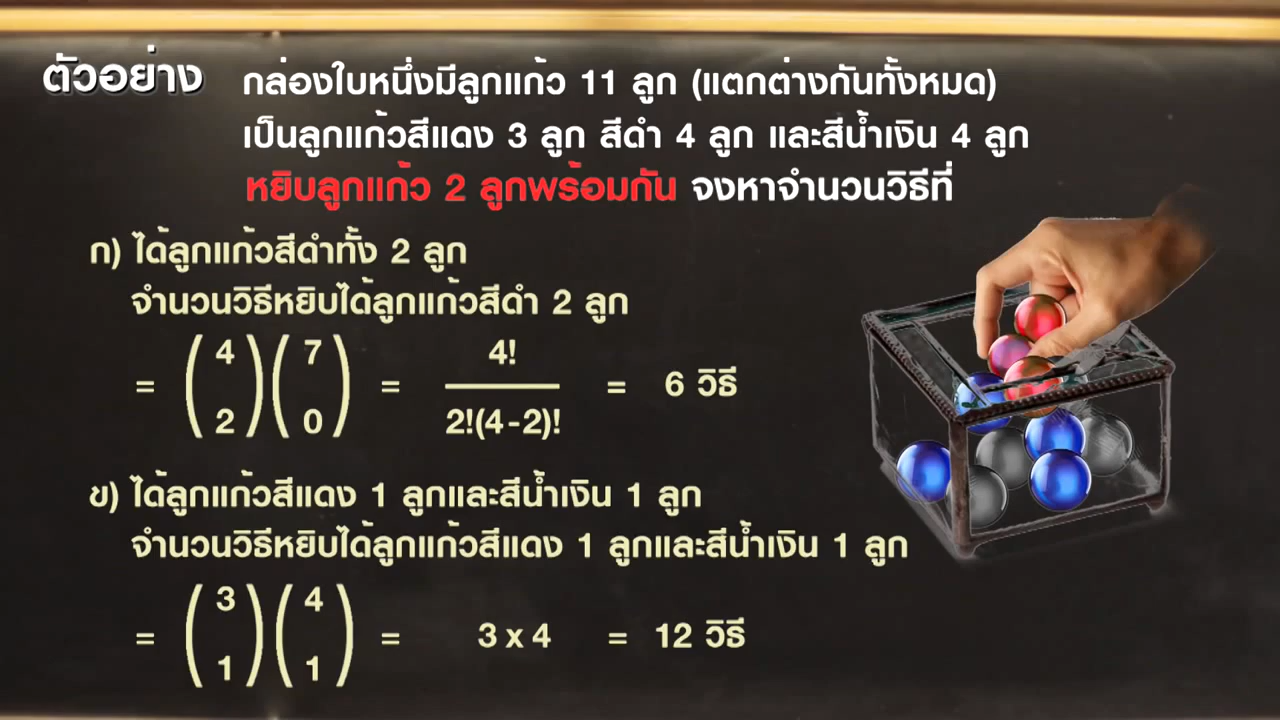 ตัวอย่าง กล่องใบหนึ่งมีลูกแก้ว 11 ลูก (แตกต่างกันทั้งหมด)
เป็นลูกแก้วสีแดง 3 ลูก สีดำ 4 ลูก และสีน้ำเงิน 4 ลูก
หยิบลูกแก้ว 2 ลูกพร้อมกัน จงหาจำนวนวิธีที่
ก) ได้ลูกแก้วสีดำทั้ง 2 ลูก
จำนวนวิธีหยิบได้ลูกแก้วสีดำ 2 ลูก
= (4 2)(7 0) = 4!/2!(4-2)! = 6 วิธี
ข) ได้ลูกแก้วสีแดง 1 ลูกและสีน้ำเงิน 1 ลูก
จำนวนวิธีหยิบได้ลูกแก้วสีแดง 1 ลูกและสีน้ำเงิน 1 ลูก
= (3 1)(4 1) = 3 x 4 = 12 วิธี